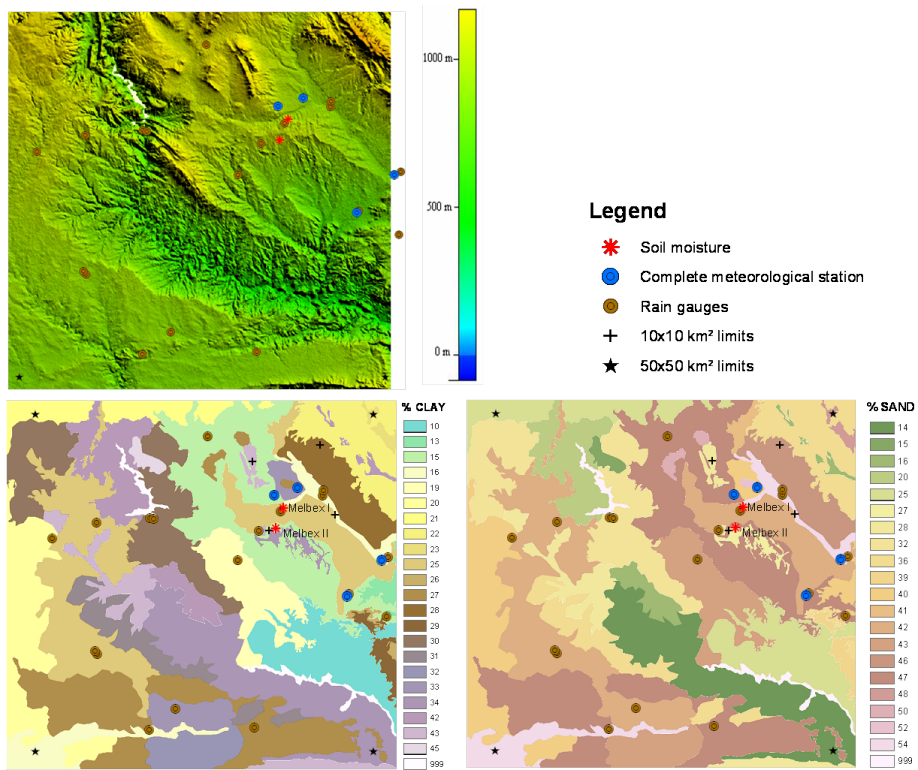 1000 m
500 m
0 m
Legend
Soil moisture
Complete meteorological station
Rain gauges
10x10 km² limits
50x50 km² limits
% CLAY
10
13
15
16
19
20
21
22
23
25
26
27
28
29
30
31
32
33
34
42
43
45
999
Melbex I
Melbex II
% SAND
14
15
16
20
25
27
28
32
36
39
40
41
42
43
46
47
48
50
52
54
999
Melbex I
Melbex II